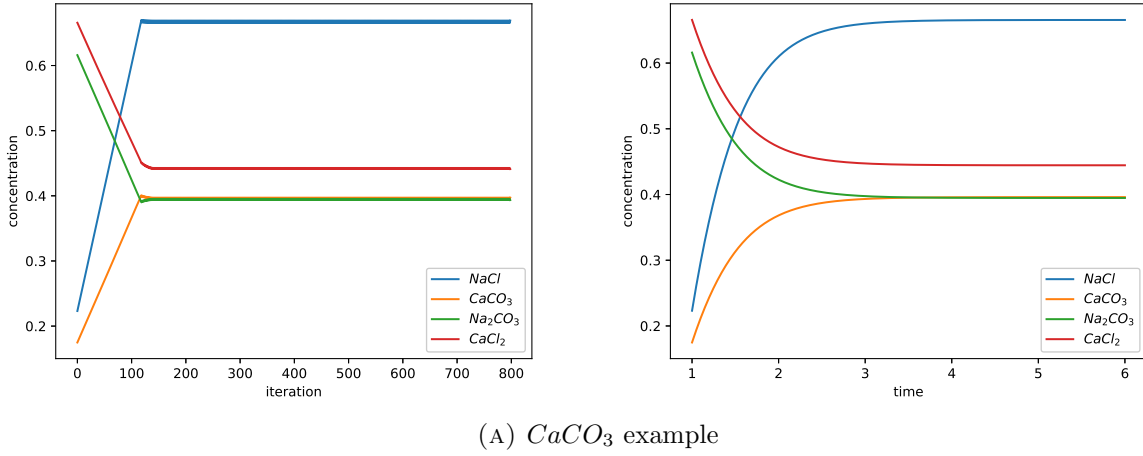 0.6
0.5
0.4
0.3
0.2
concentration
0 100 200 300 400 500 600 700 800
iteration
NaCl
CaCO₃
Na₂CO₃
CaCl₂
0.6
0.5
0.4
0.3
0.2
concentration
1 2 3 4 5 6
time
NaCl
CaCO₃
Na₂CO₃
CaCl₂
(A) CaCO₃ example